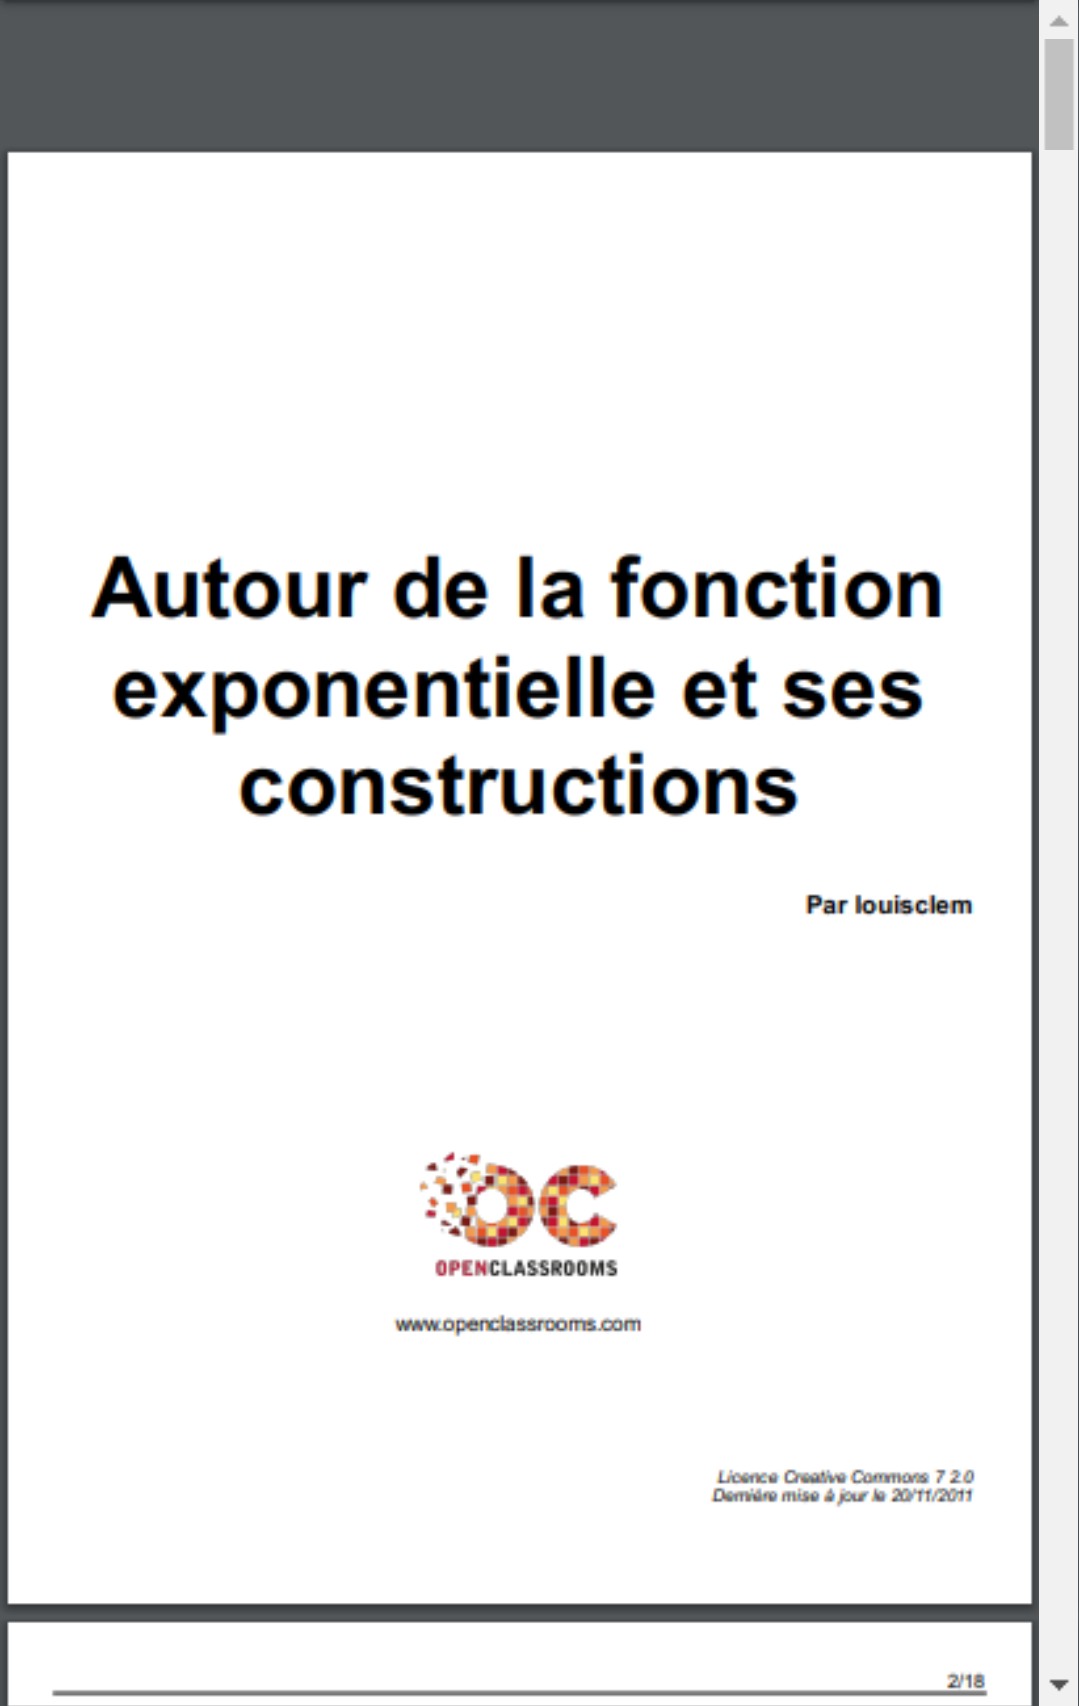 Autour de la fonction
exponentielle et ses
constructions
Par louisclem
OC
OPENCLASSROOMS
www.openclassrooms.com
Licence Creative Commons 7 2.0
Dernière mise à jour le 20/11/2011
2/18